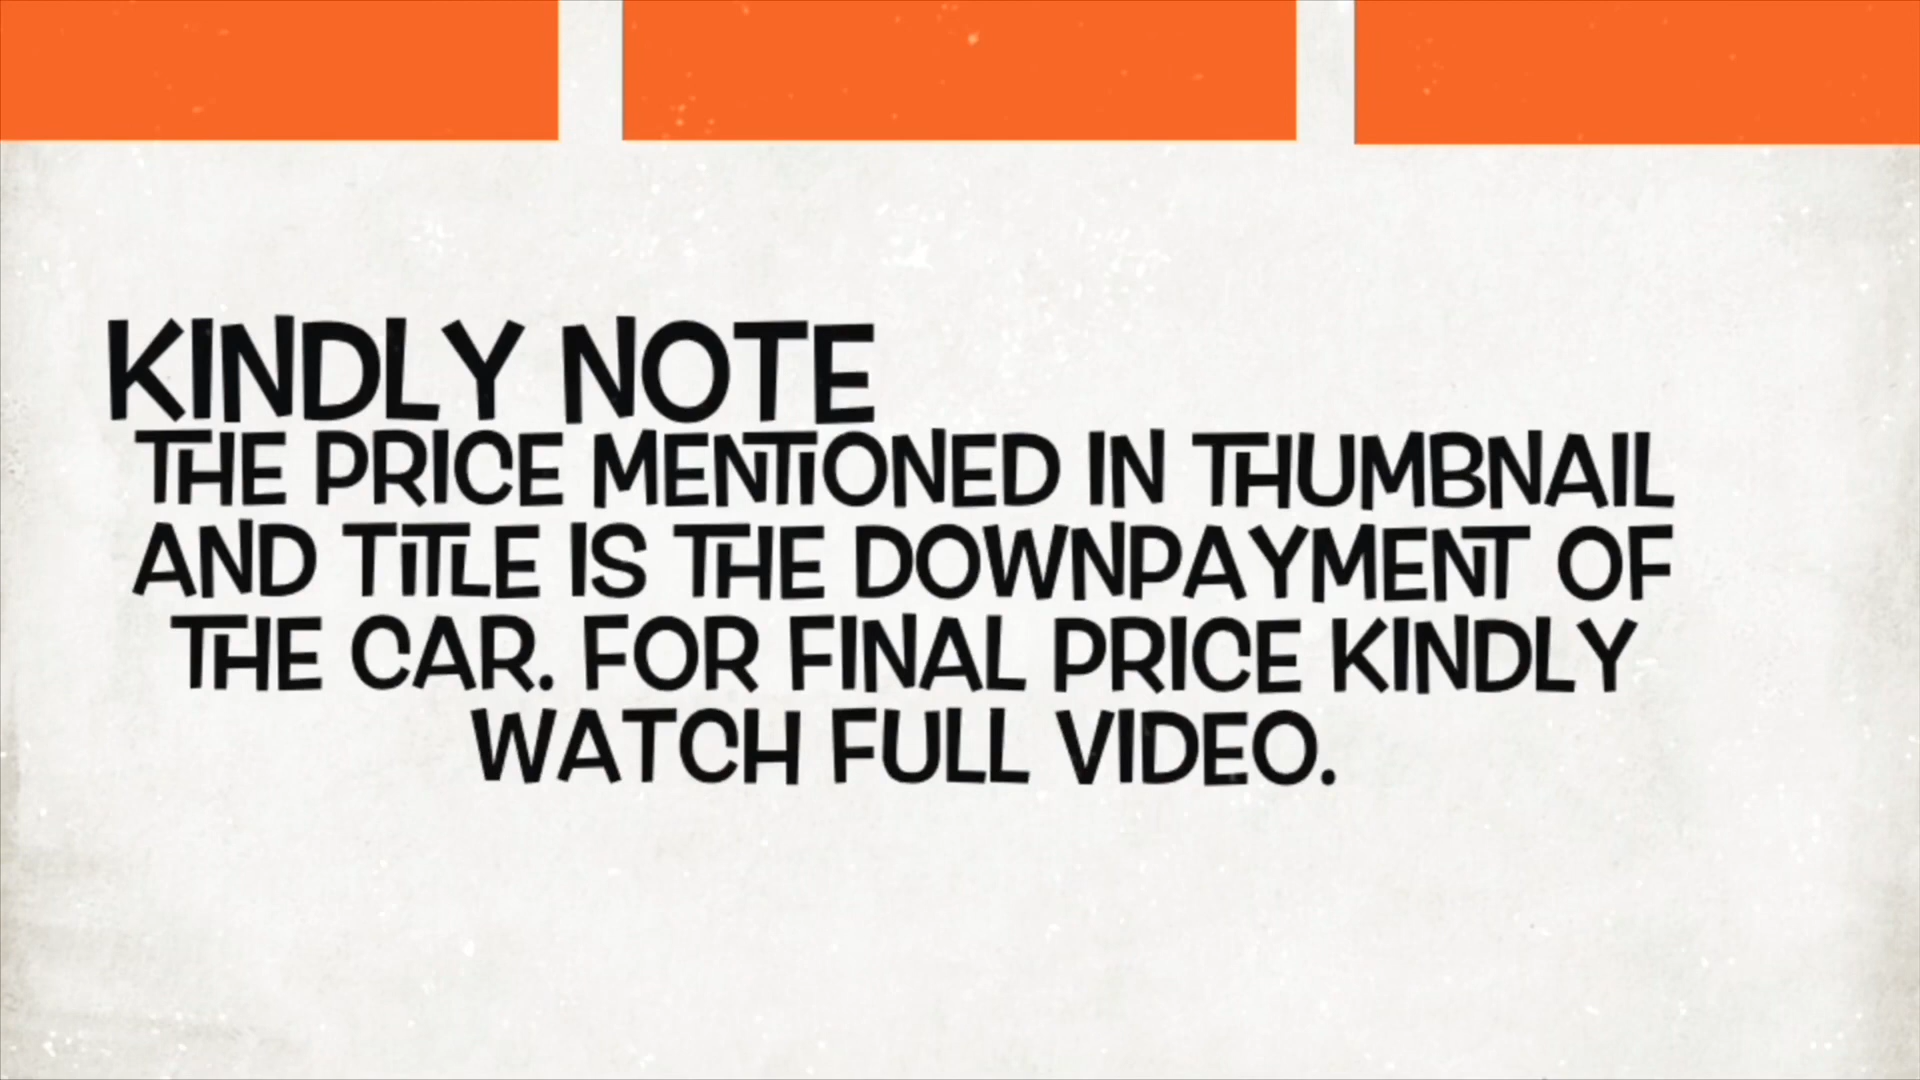 KINDLY NOTE
THE PRICE MENTIONED IN THUMBNAIL
AND TITLE IS THE DOWNPAYMENT OF
THE CAR. FOR FINAL PRICE KINDLY
WATCH FULL VIDEO.